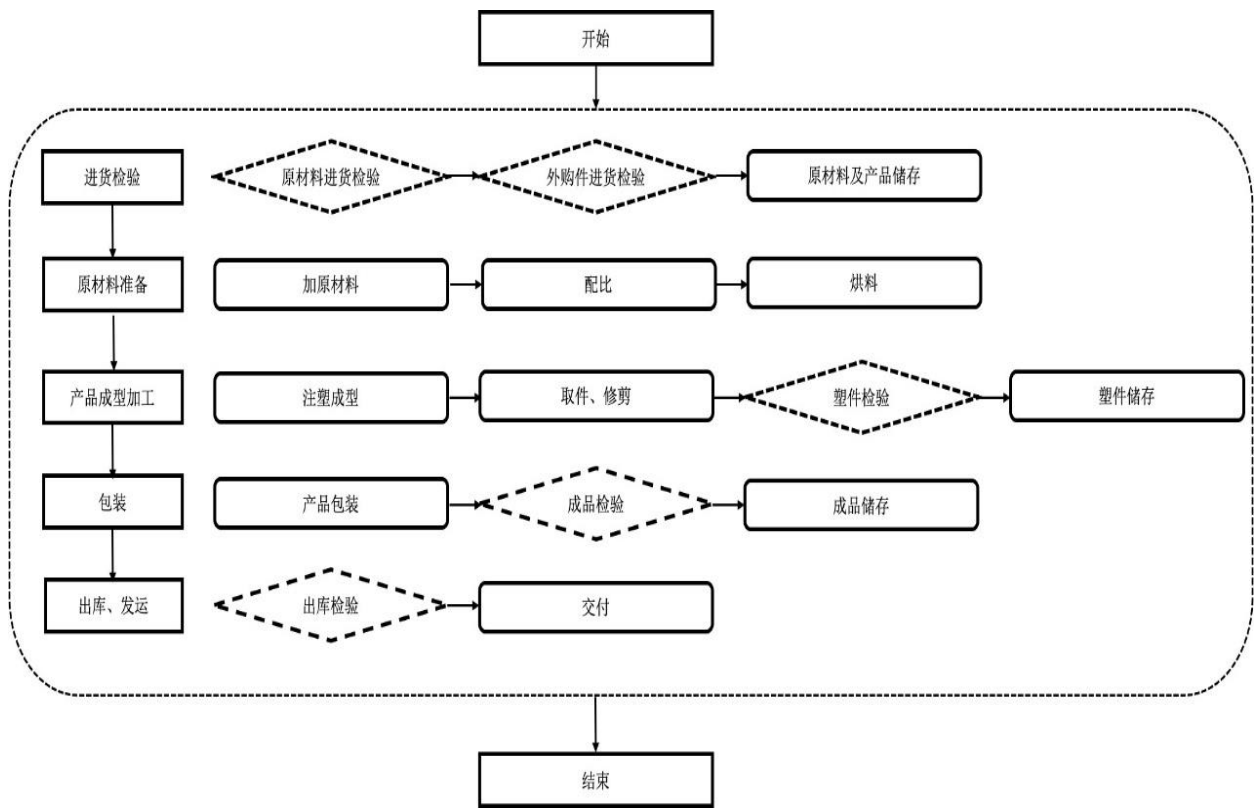 开始
进货检验
原材料进货检验
外购件进货检验
原材料及产品储存
原材料准备
加原材料
配比
烘料
产品成型加工
注塑成型
取件、修剪
塑件检验
塑件储存
包装
产品包装
成品检验
成品储存
出库、发运
出库检验
交付
结束